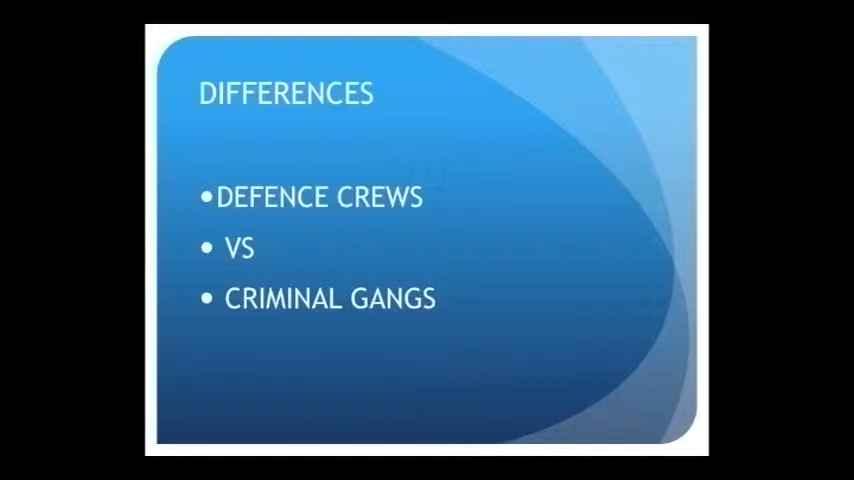 DIFFERENCES
•DEFENCE CREWS
• VS
• CRIMINAL GANGS